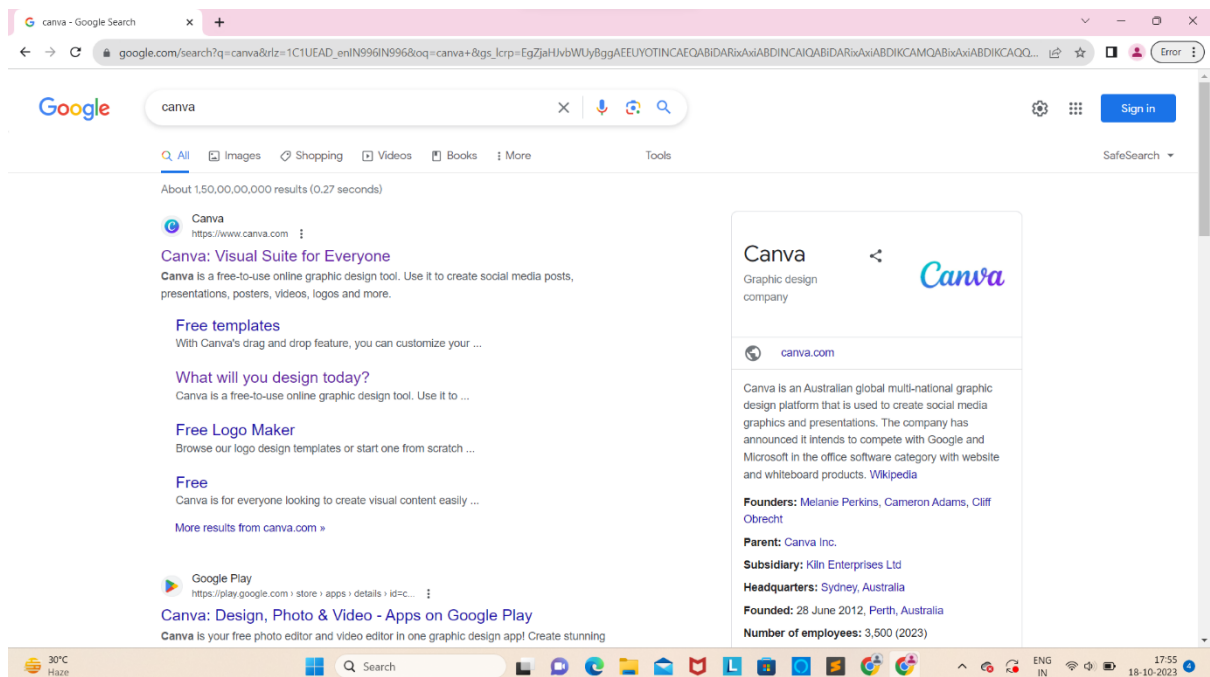 canva - Google Search
google.com/search?q=canva&rlz=1C1UEAD_enIN996IN996&oq=canva+&gs_lcrp=EgZjaHJvbWUyBggAEEUYOTINCAEQABiDARixAxiABDINCAIQABiDARixAxiABDIKCAMQABixAxiABDIKCAQQ...
Error
Google
canva
Sign in
All Images Shopping Videos Books More Tools SafeSearch
About 1,50,00,00,000 results (0.27 seconds)
Canva
https://www.canva.com
Canva: Visual Suite for Everyone
Canva is a free-to-use online graphic design tool. Use it to create social media posts,
presentations, posters, videos, logos and more.
Free templates
With Canva's drag and drop feature, you can customize your ...
What will you design today?
Canva is a free-to-use online graphic design tool. Use it to ...
Free Logo Maker
Browse our logo design templates or start one from scratch ...
Free
Canva is for everyone looking to create visual content easily ...
More results from canva.com »
Google Play
https://play.google.com › store › apps › details › id=c...
Canva: Design, Photo & Video - Apps on Google Play
Canva is your free photo editor and video editor in one graphic design app! Create stunning
Canva
Graphic design
company
Canva
canva.com
Canva is an Australian global multi-national graphic
design platform that is used to create social media
graphics and presentations. The company has
announced it intends to compete with Google and
Microsoft in the office software category with website
and whiteboard products. Wikipedia
Founders: Melanie Perkins, Cameron Adams, Cliff
Obrecht
Parent: Canva Inc.
Subsidiary: Kiln Enterprises Ltd
Headquarters: Sydney, Australia
Founded: 28 June 2012, Perth, Australia
Number of employees: 3,500 (2023)
30°C
Haze
Search
ENG
IN
17:55
18-10-2023
4